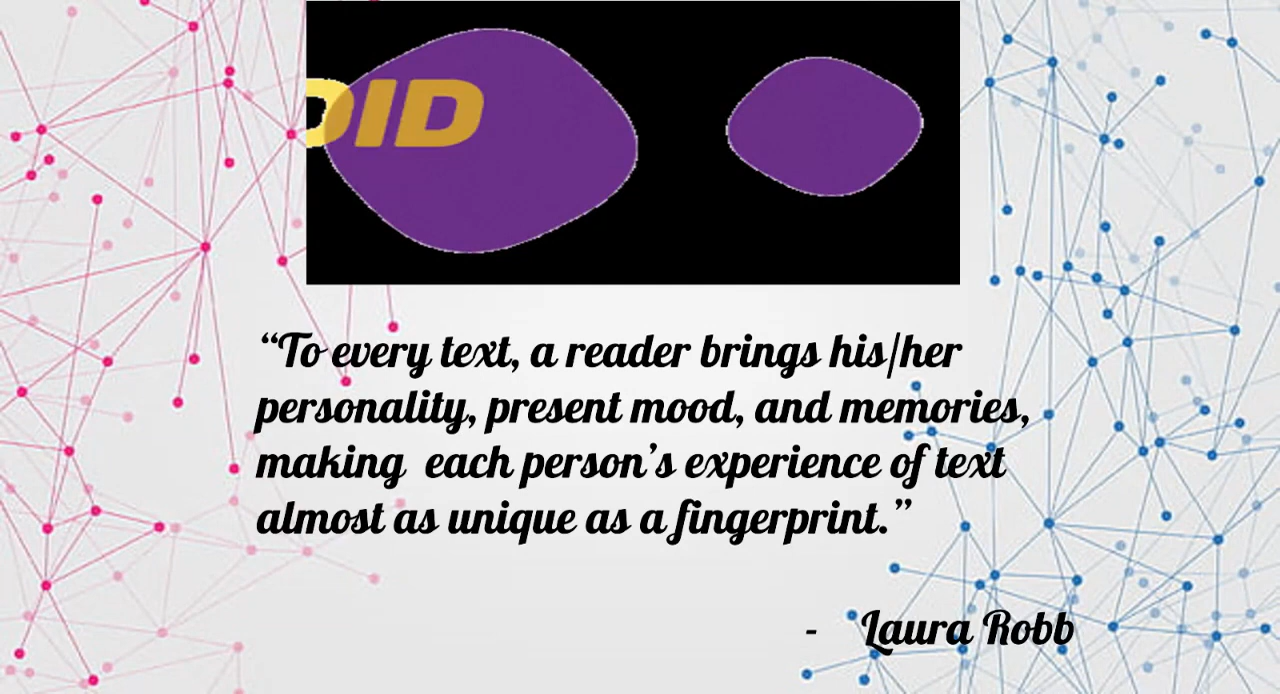 OID
“To every text, a reader brings his/her
personality, present mood, and memories,
making each person’s experience of text
almost as unique as a fingerprint.”
- Laura Robb